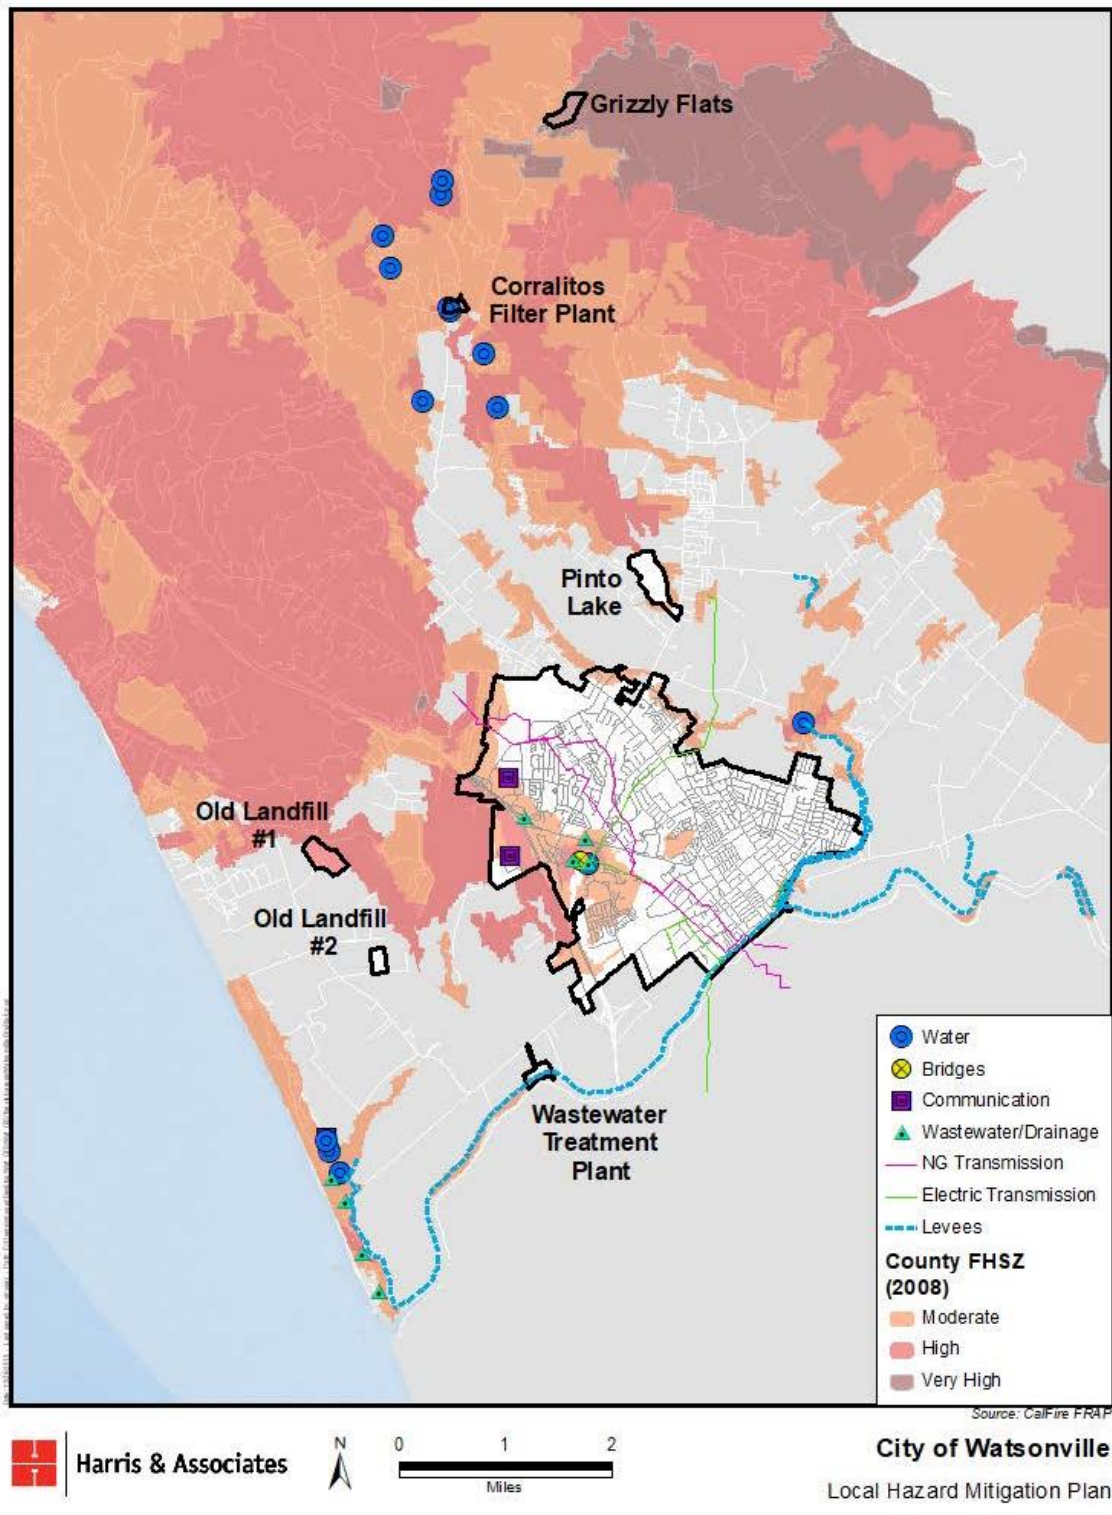 Grizzly Flats
Corralitos
Filter Plant
Pinto
Lake
Old Landfill
#1
Old Landfill
#2
Wastewater
Treatment
Plant
Water
Bridges
Communication
Wastewater/Drainage
NG Transmission
Electric Transmission
Levees
County FHSZ
(2008)
Moderate
High
Very High
Source: CalFire FRAP
Harris & Associates
N
0 1 2
Miles
City of Watsonville
Local Hazard Mitigation Plan